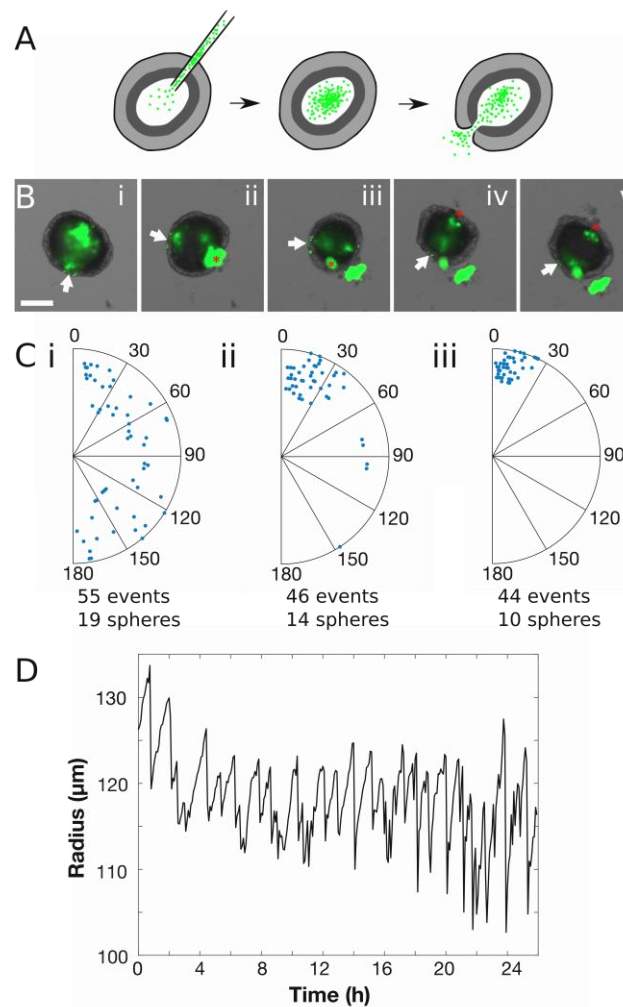 A
B i ii iii iv v
* *
C i ii iii
0 0 0
30 30 30
60 60 60
90 90 90
120 120 120
150 150 150
180 180 180
55 events 46 events 44 events
19 spheres 14 spheres 10 spheres
D
130
120
110
100
Radius (μm)
0 4 8 12 16 20 24
Time (h)